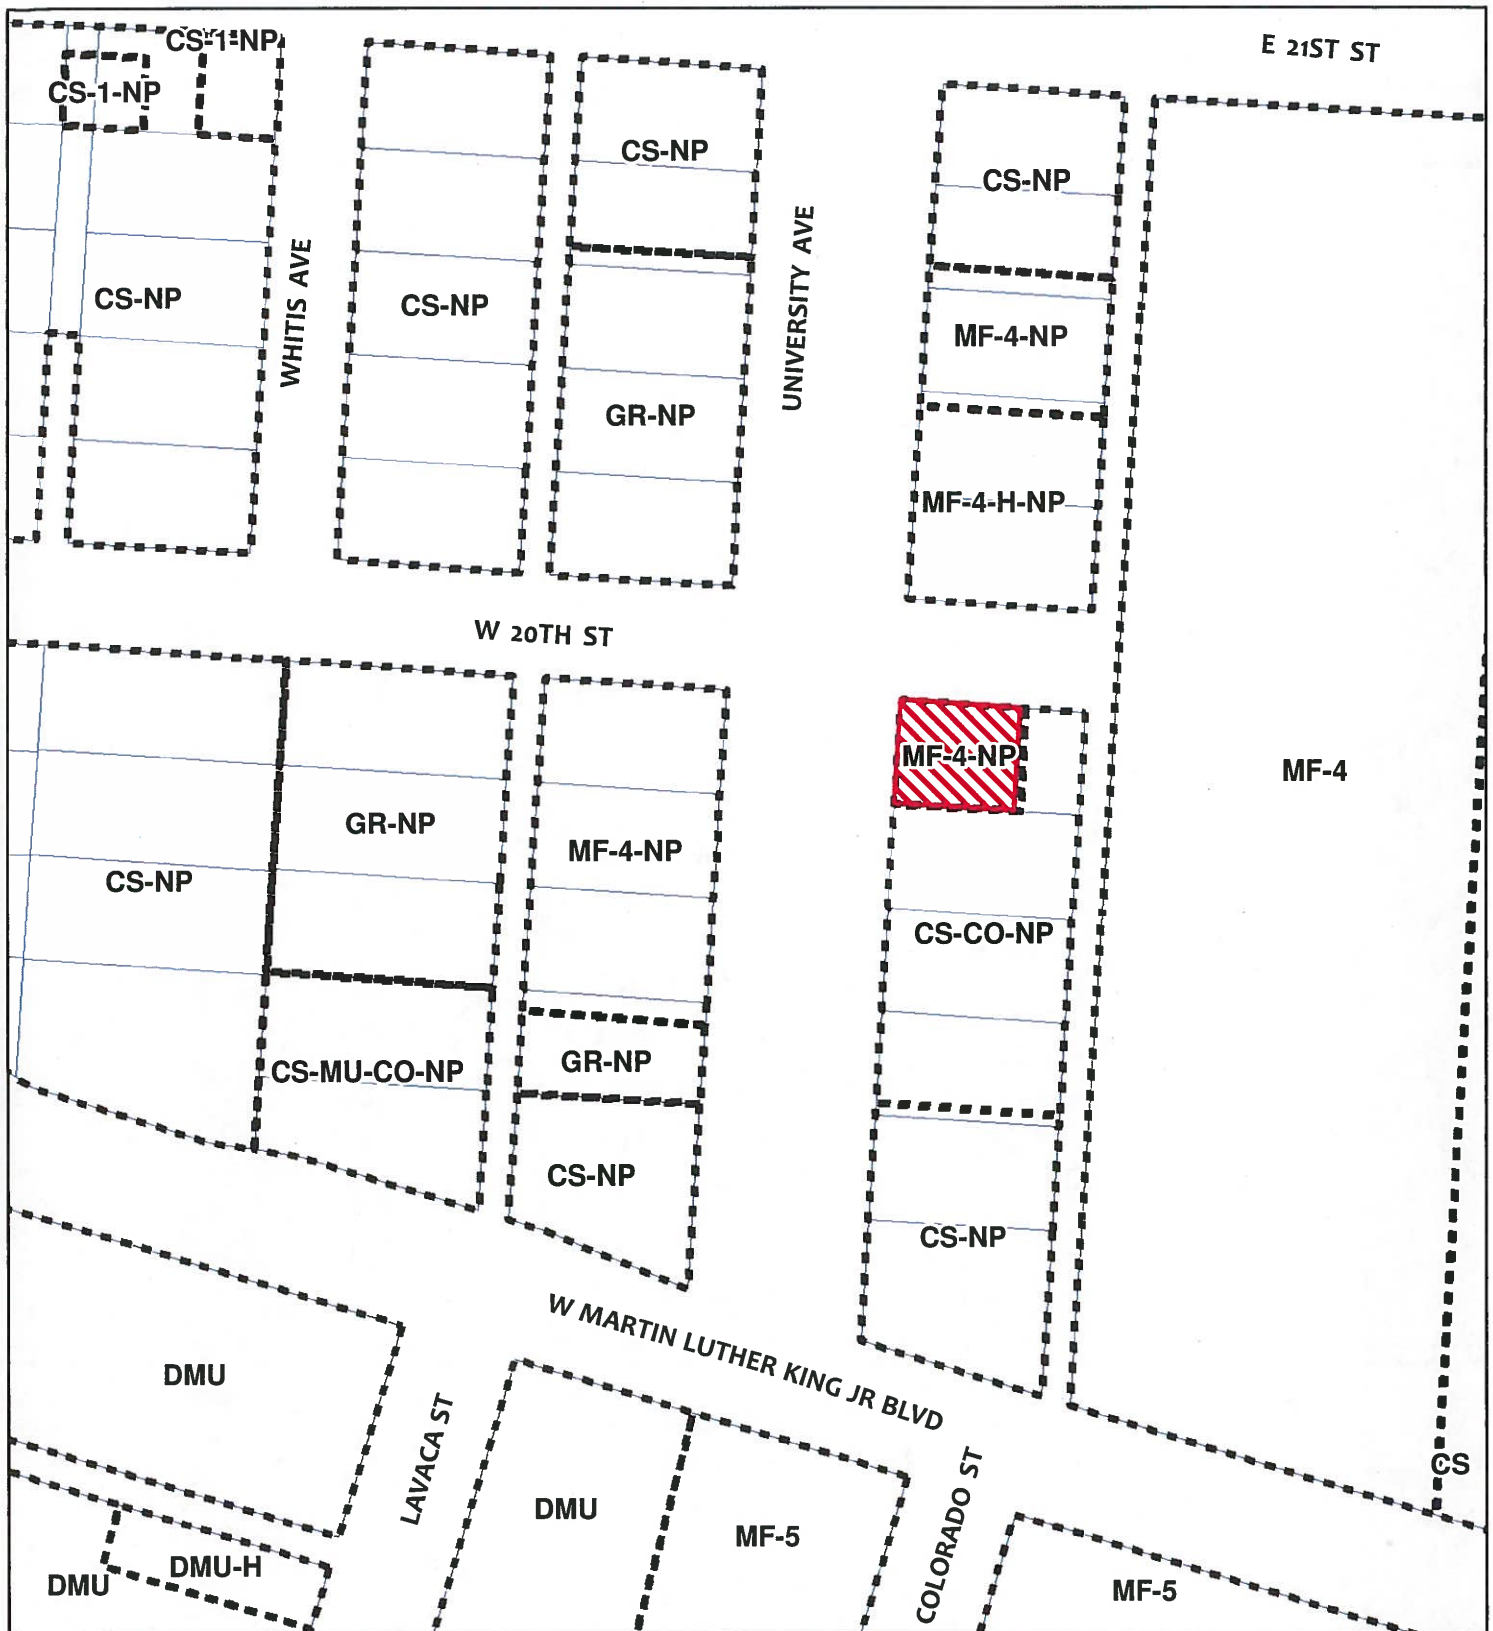 CS-1-NP
E 21ST ST
CS-1-NP
CS-NP
CS-NP
WHITIS AVE
CS-NP
CS-NP
UNIVERSITY AVE
MF-4-NP
GR-NP
MF-4-H-NP
W 20TH ST
MF-4-NP
MF-4
GR-NP
MF-4-NP
CS-NP
CS-CO-NP
GR-NP
CS-MU-CO-NP
CS-NP
CS-NP
W MARTIN LUTHER KING JR BLVD
DMU
LAVACA ST
CS
DMU
MF-5
COLORADO ST
DMU-H
DMU
MF-5